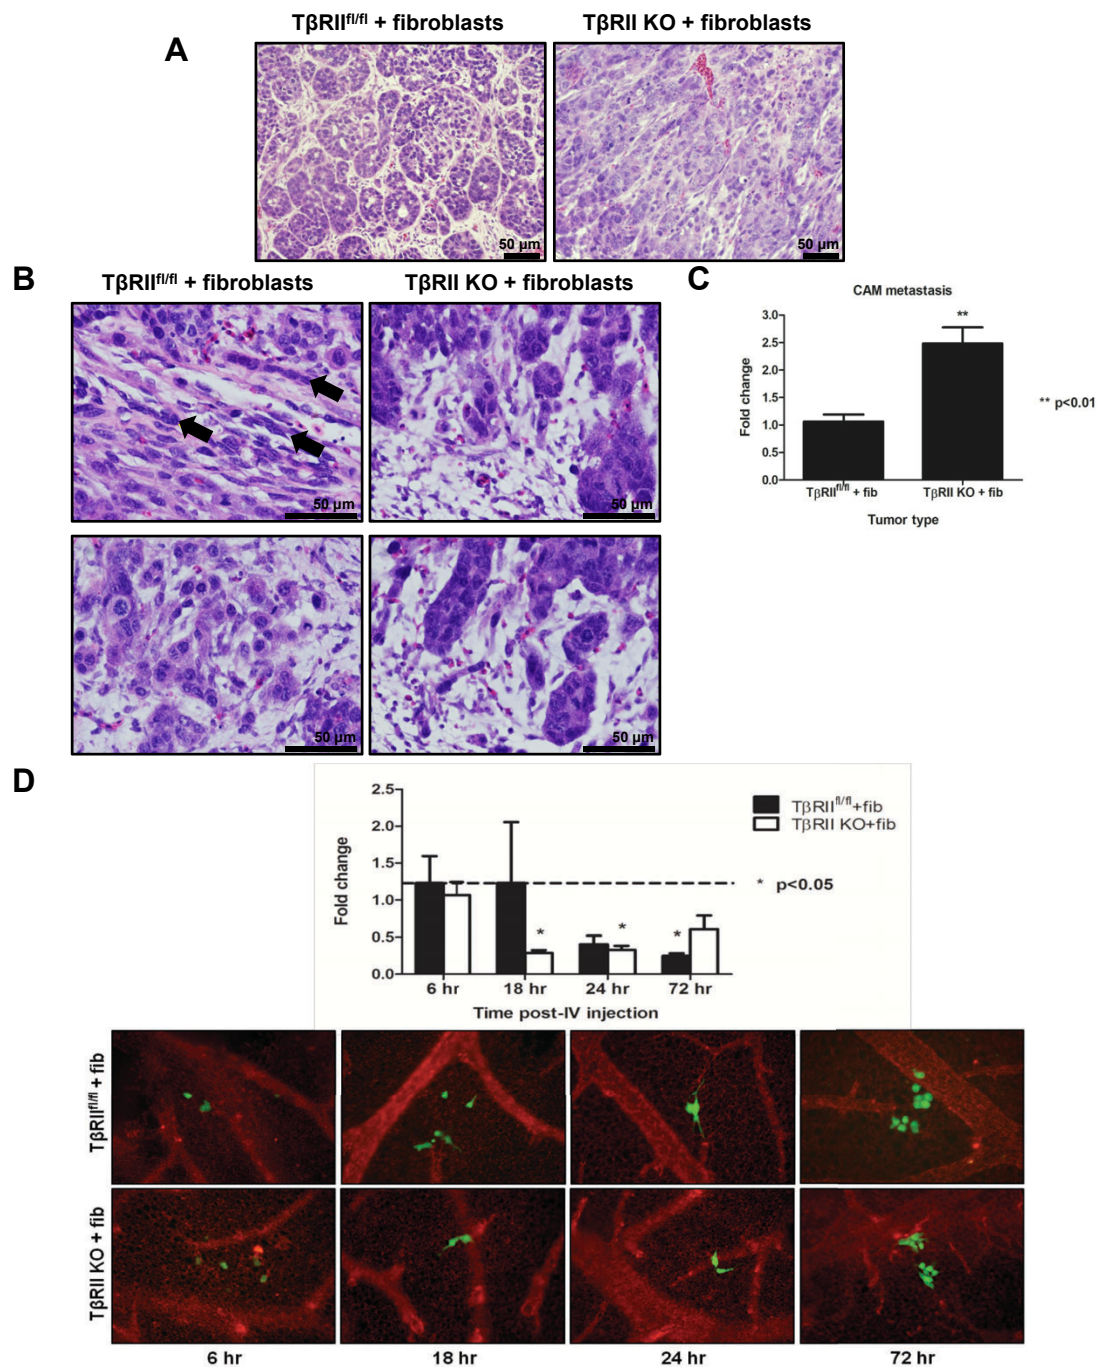 TβRII^fl/fl + fibroblasts TβRII KO + fibroblasts
A
50 µm 50 µm
B
TβRII^fl/fl + fibroblasts TβRII KO + fibroblasts
50 µm 50 µm
50 µm 50 µm
C
CAM metastasis
Fold change
3.0
2.5
2.0
1.5
1.0
0.5
0.0
**
** p<0.01
TβRII^fl/fl + fib TβRII KO + fib
Tumor type
D
Fold change
2.5
2.0
1.5
1.0
0.5
0.0
TβRII^fl/fl+fib
TβRII KO+fib
* p<0.05
* * *
6 hr 18 hr 24 hr 72 hr
Time post-IV injection
TβRII^fl/fl + fib
TβRII KO + fib
6 hr 18 hr 24 hr 72 hr